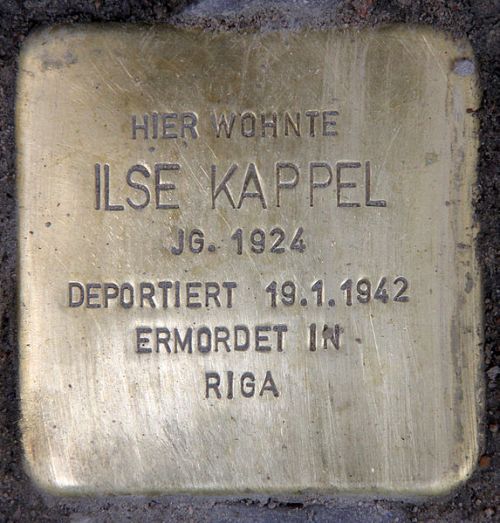 HIER WOHNTE
ILSE KAPPEL
JG. 1924
DEPORTIERT 19.1.1942
ERMORDET IN
RIGA